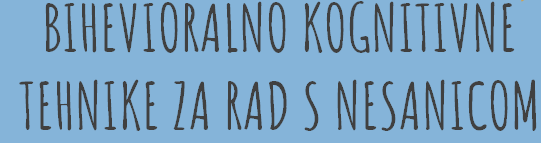 BIHEVIORALNO KOGNITIVNE
TEHNIKE ZA RAD S NESANICOM